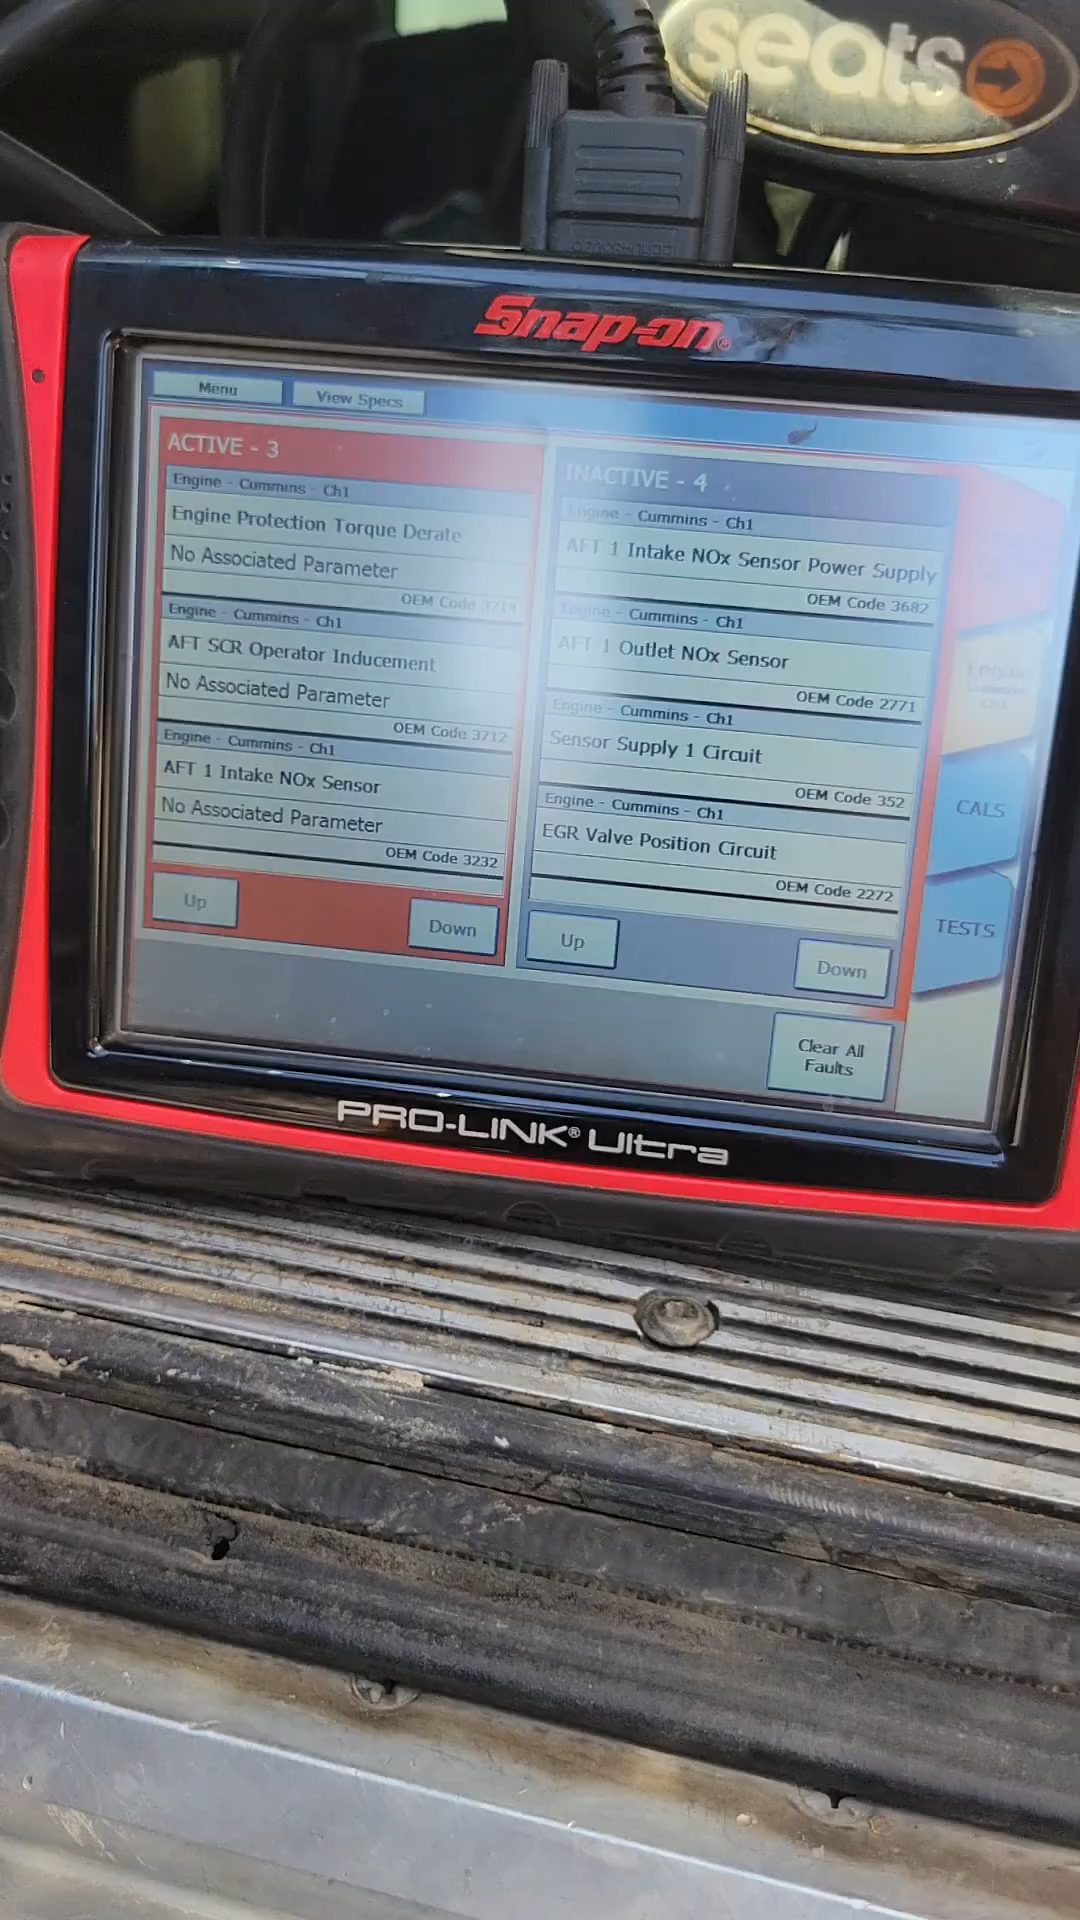 seats
Snap-on®
Menu
View Specs
ACTIVE - 3
Engine - Cummins - Ch1
Engine Protection Torque Derate
No Associated Parameter
OEM Code 3714
Engine - Cummins - Ch1
AFT SCR Operator Inducement
No Associated Parameter
OEM Code 3712
Engine - Cummins - Ch1
AFT 1 Intake NOx Sensor
No Associated Parameter
OEM Code 3232
Up
Down
INACTIVE - 4
Engine - Cummins - Ch1
AFT 1 Intake NOx Sensor Power Supply
OEM Code 3682
Engine - Cummins - Ch1
AFT 1 Outlet NOx Sensor
OEM Code 2771
Engine - Cummins - Ch1
Sensor Supply 1 Circuit
OEM Code 352
Engine - Cummins - Ch1
EGR Valve Position Circuit
OEM Code 2272
Up
Down
Clear All
Faults
Engine
Cummins
Ch1
CALS
TESTS
PRO-LINK® Ultra